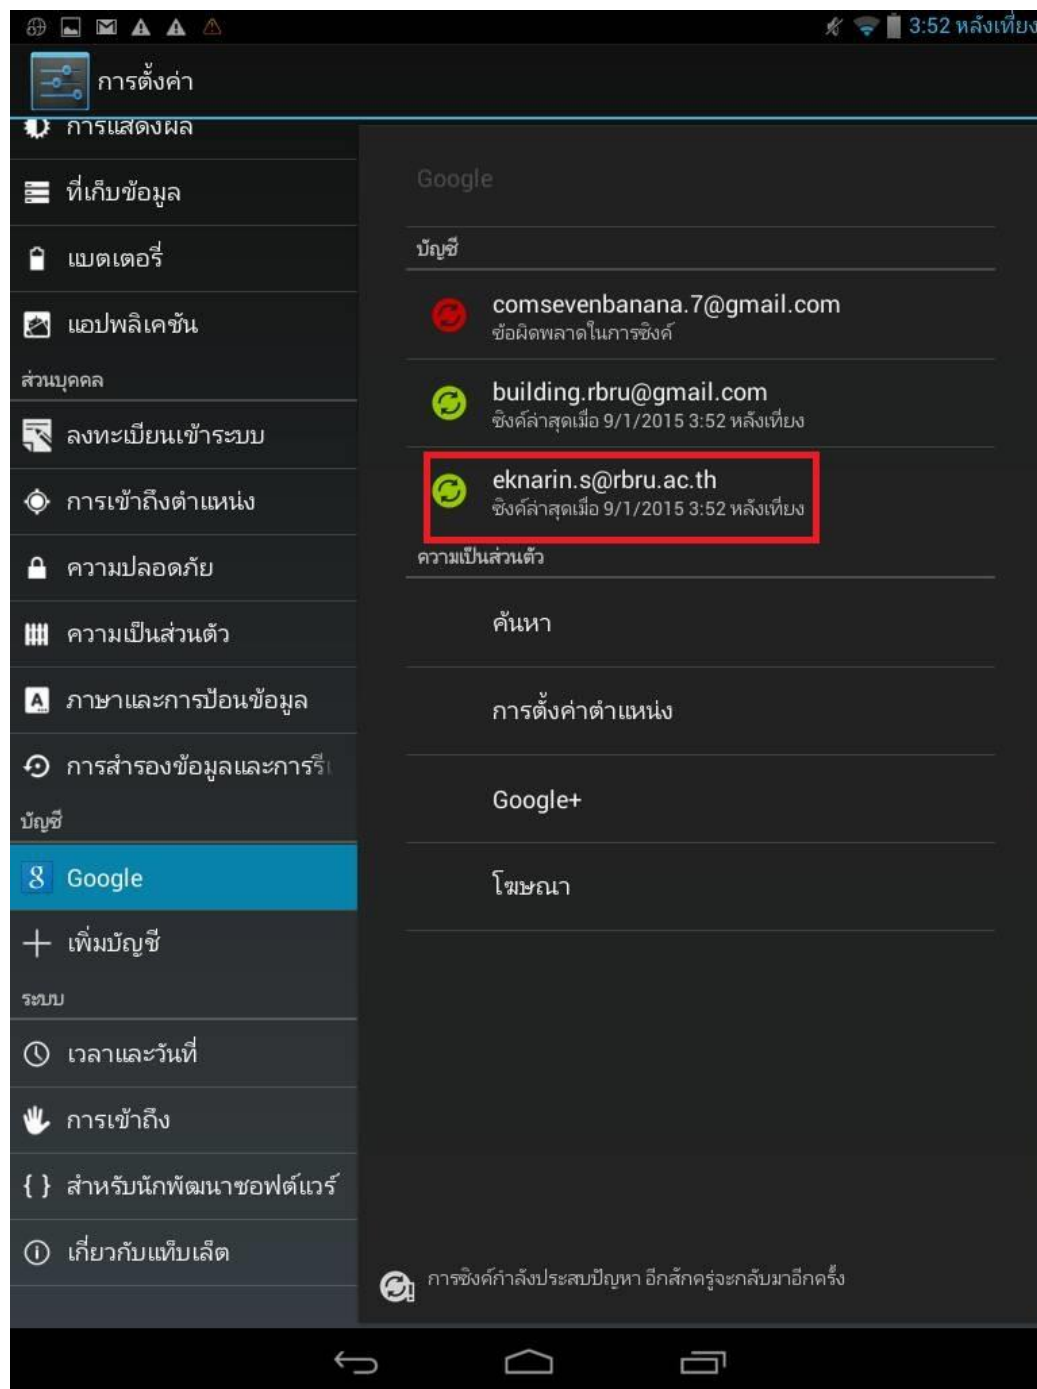 3:52 หลังเที่ยง
การตั้งค่า
การแสดงผล
ที่เก็บข้อมูล
แบตเตอรี่
แอปพลิเคชัน
ส่วนบุคคล
ลงทะเบียนเข้าระบบ
การเข้าถึงตำแหน่ง
ความปลอดภัย
ความเป็นส่วนตัว
ภาษาและการป้อนข้อมูล
การสำรองข้อมูลและการรี
บัญชี
Google
เพิ่มบัญชี
ระบบ
เวลาและวันที่
การเข้าถึง
สำหรับนักพัฒนาซอฟต์แวร์
เกี่ยวกับแท็บเล็ต
Google
บัญชี
comsevenbanana.7@gmail.com
ข้อผิดพลาดในการซิงค์
building.rbru@gmail.com
ซิงค์ล่าสุดเมื่อ 9/1/2015 3:52 หลังเที่ยง
eknarin.s@rbru.ac.th
ซิงค์ล่าสุดเมื่อ 9/1/2015 3:52 หลังเที่ยง
ความเป็นส่วนตัว
ค้นหา
การตั้งค่าตำแหน่ง
Google+
โฆษณา
การซิงค์กำลังประสบปัญหา อีกสักครู่จะกลับมาอีกครั้ง